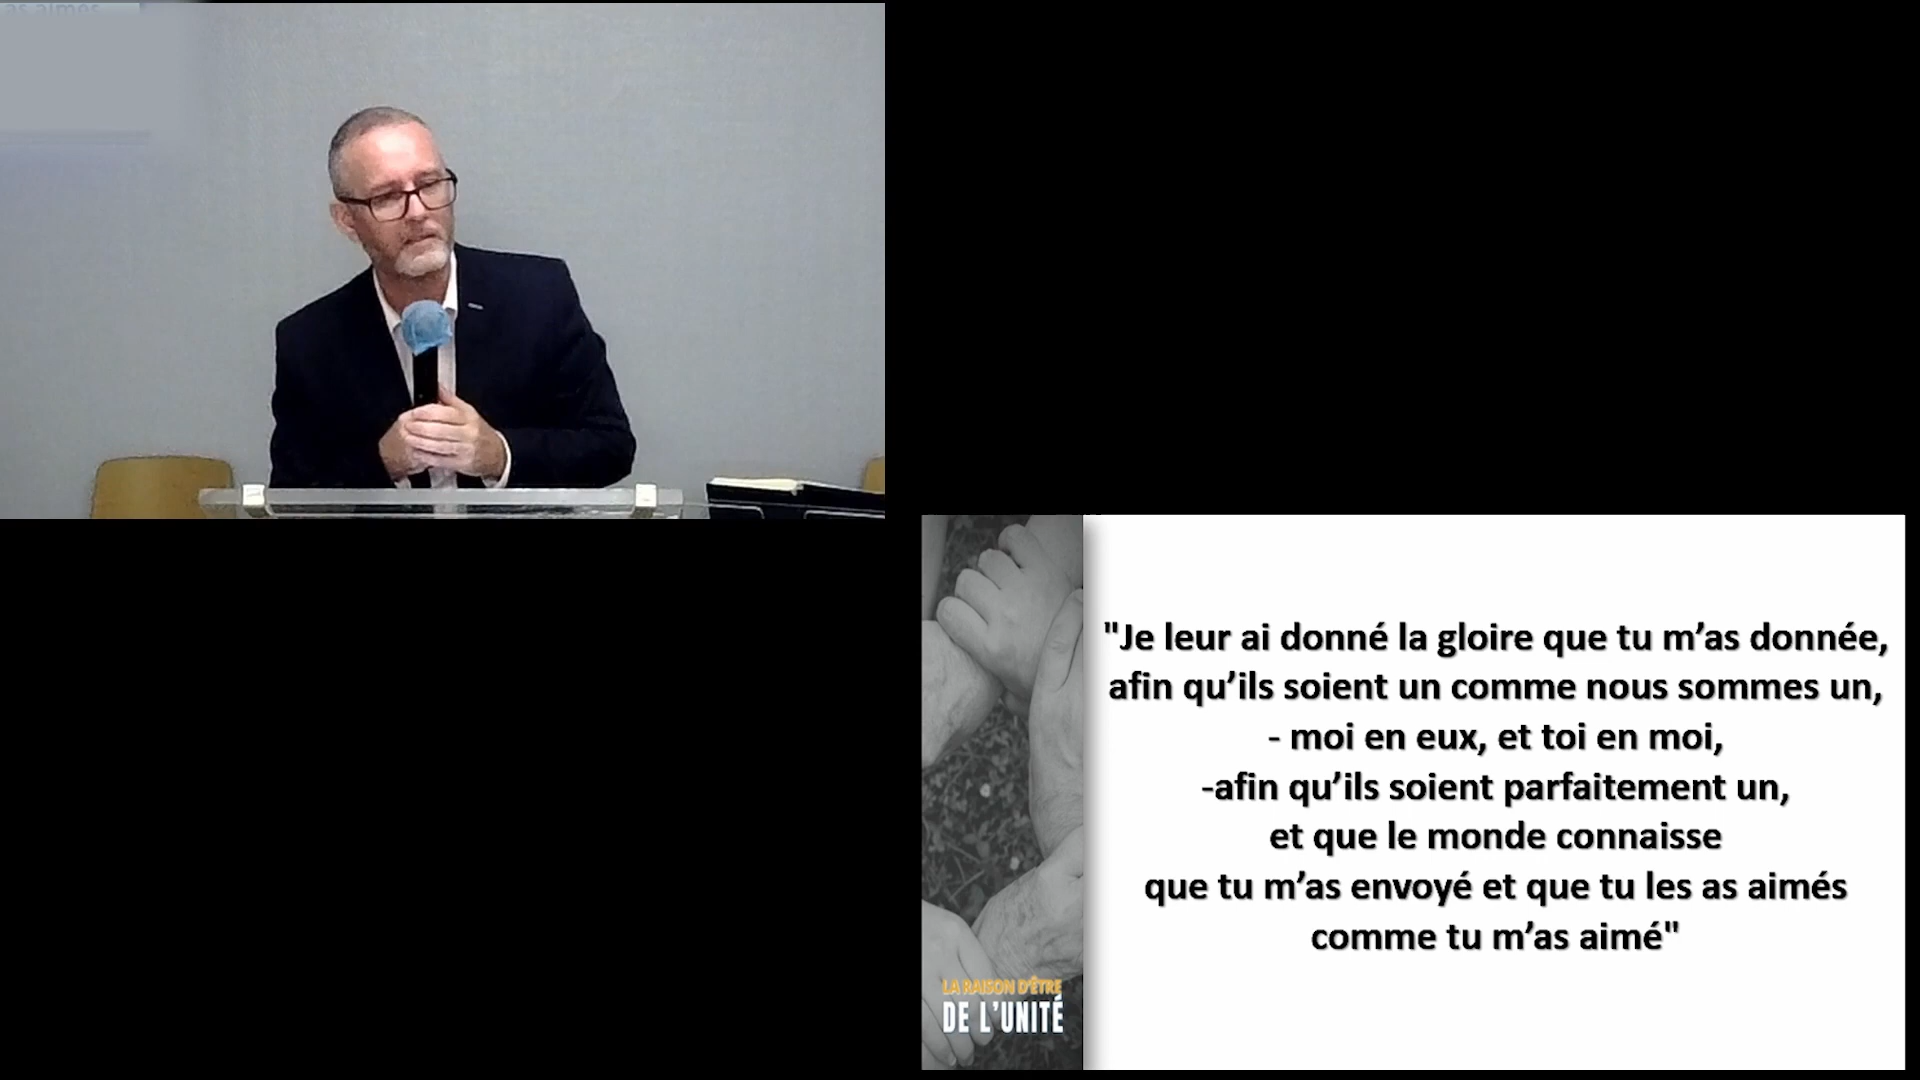 as aimés
"Je leur ai donné la gloire que tu m’as donnée,
afin qu’ils soient un comme nous sommes un,
- moi en eux, et toi en moi,
-afin qu’ils soient parfaitement un,
et que le monde connaisse
que tu m’as envoyé et que tu les as aimés
comme tu m’as aimé"
LA RAISON D'ÊTRE
DE L’UNITÉ